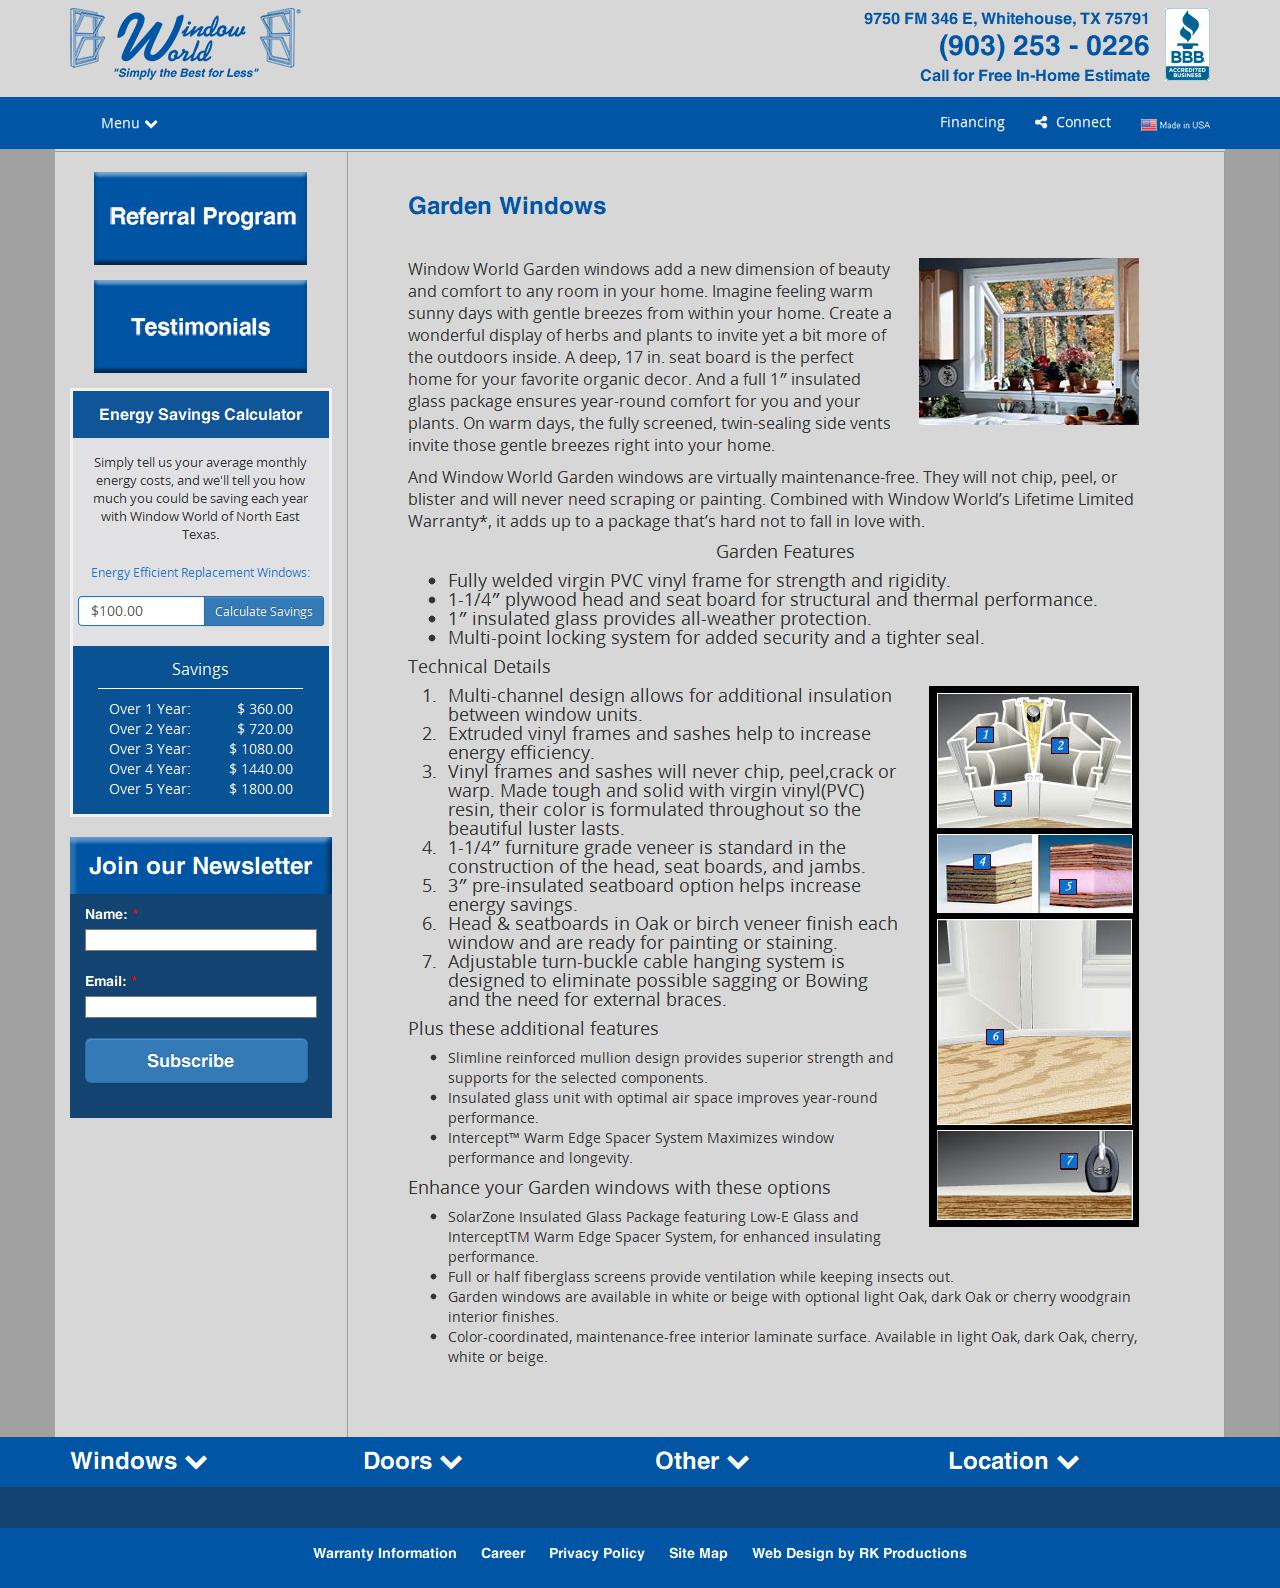 Window
World
"Simply the Best for Less"
9750 FM 346 E, Whitehouse, TX 75791
(903) 253 - 0226
Call for Free In-Home Estimate
BBB
ACCREDITED
BUSINESS
Menu
Financing
Connect
Made in USA
Referral Program
Testimonials
Energy Savings Calculator
Simply tell us your average monthly
energy costs, and we'll tell you how
much you could be saving each year
with Window World of North East
Texas.
Energy Efficient Replacement Windows:
$100.00 Calculate Savings
Savings
Over 1 Year: $ 360.00
Over 2 Year: $ 720.00
Over 3 Year: $ 1080.00
Over 4 Year: $ 1440.00
Over 5 Year: $ 1800.00
Join our Newsletter
Name: *
Email: *
Subscribe
Garden Windows
Window World Garden windows add a new dimension of beauty
and comfort to any room in your home. Imagine feeling warm
sunny days with gentle breezes from within your home. Create a
wonderful display of herbs and plants to invite yet a bit more of
the outdoors inside. A deep, 17 in. seat board is the perfect
home for your favorite organic decor. And a full 1″ insulated
glass package ensures year-round comfort for you and your
plants. On warm days, the fully screened, twin-sealing side vents
invite those gentle breezes right into your home.
And Window World Garden windows are virtually maintenance-free. They will not chip, peel, or
blister and will never need scraping or painting. Combined with Window World’s Lifetime Limited
Warranty*, it adds up to a package that’s hard not to fall in love with.
Garden Features
• Fully welded virgin PVC vinyl frame for strength and rigidity.
• 1-1/4″ plywood head and seat board for structural and thermal performance.
• 1″ insulated glass provides all-weather protection.
• Multi-point locking system for added security and a tighter seal.
Technical Details
1. Multi-channel design allows for additional insulation
between window units.
2. Extruded vinyl frames and sashes help to increase
energy efficiency.
3. Vinyl frames and sashes will never chip, peel,crack or
warp. Made tough and solid with virgin vinyl(PVC)
resin, their color is formulated throughout so the
beautiful luster lasts.
4. 1-1/4″ furniture grade veneer is standard in the
construction of the head, seat boards, and jambs.
5. 3″ pre-insulated seatboard option helps increase
energy savings.
6. Head & seatboards in Oak or birch veneer finish each
window and are ready for painting or staining.
7. Adjustable turn-buckle cable hanging system is
designed to eliminate possible sagging or Bowing
and the need for external braces.
1
2
3
4
5
6
7
Plus these additional features
• Slimline reinforced mullion design provides superior strength and
supports for the selected components.
• Insulated glass unit with optimal air space improves year-round
performance.
• Intercept™ Warm Edge Spacer System Maximizes window
performance and longevity.
Enhance your Garden windows with these options
• SolarZone Insulated Glass Package featuring Low-E Glass and
InterceptTM Warm Edge Spacer System, for enhanced insulating
performance.
• Full or half fiberglass screens provide ventilation while keeping insects out.
• Garden windows are available in white or beige with optional light Oak, dark Oak or cherry woodgrain
interior finishes.
• Color-coordinated, maintenance-free interior laminate surface. Available in light Oak, dark Oak, cherry,
white or beige.
Windows Doors Other Location
Warranty Information Career Privacy Policy Site Map Web Design by RK Productions